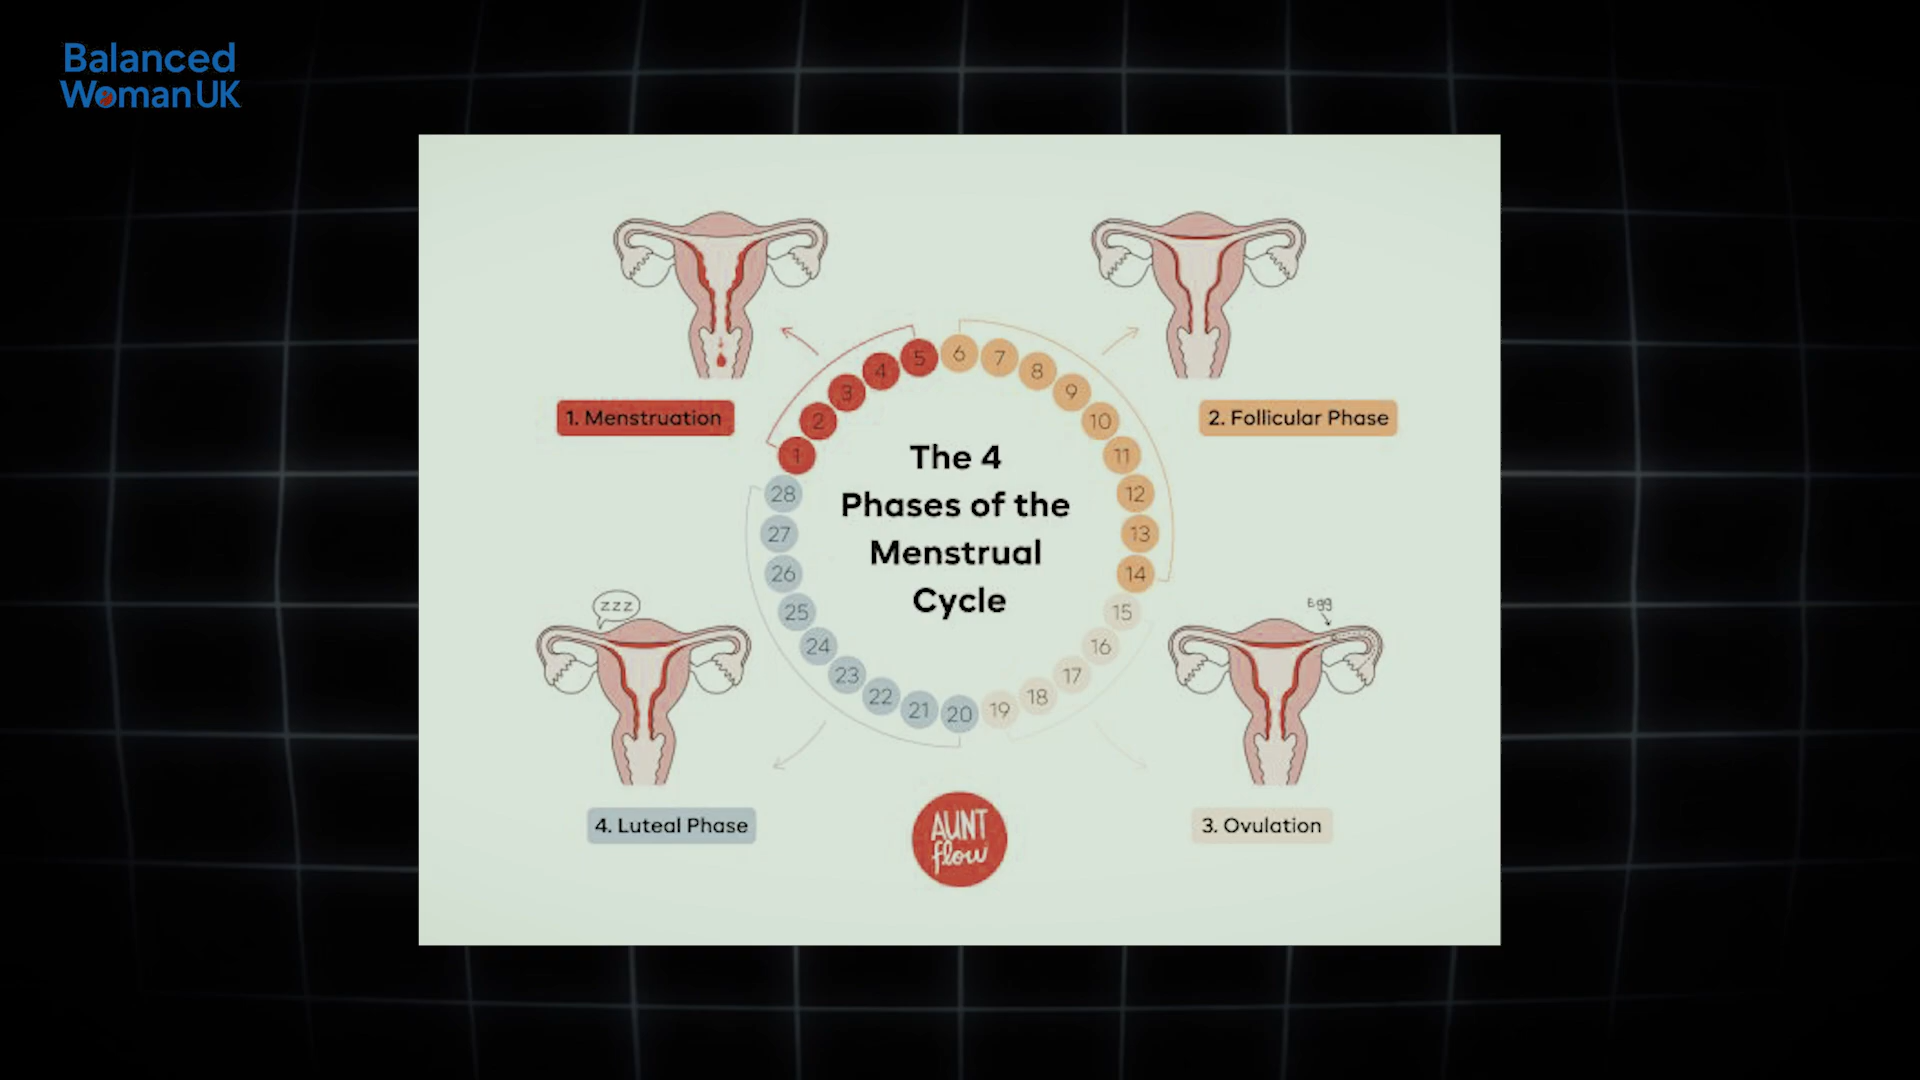 Balanced
Woman UK
1. Menstruation
2. Follicular Phase
The 4
Phases of the
Menstrual
Cycle
1
2
3
4
5
6
7
8
9
10
11
12
13
14
15
16
17
18
19
20
21
22
23
24
25
26
27
28
zzz
Egg
4. Luteal Phase
3. Ovulation
AUNT
flow